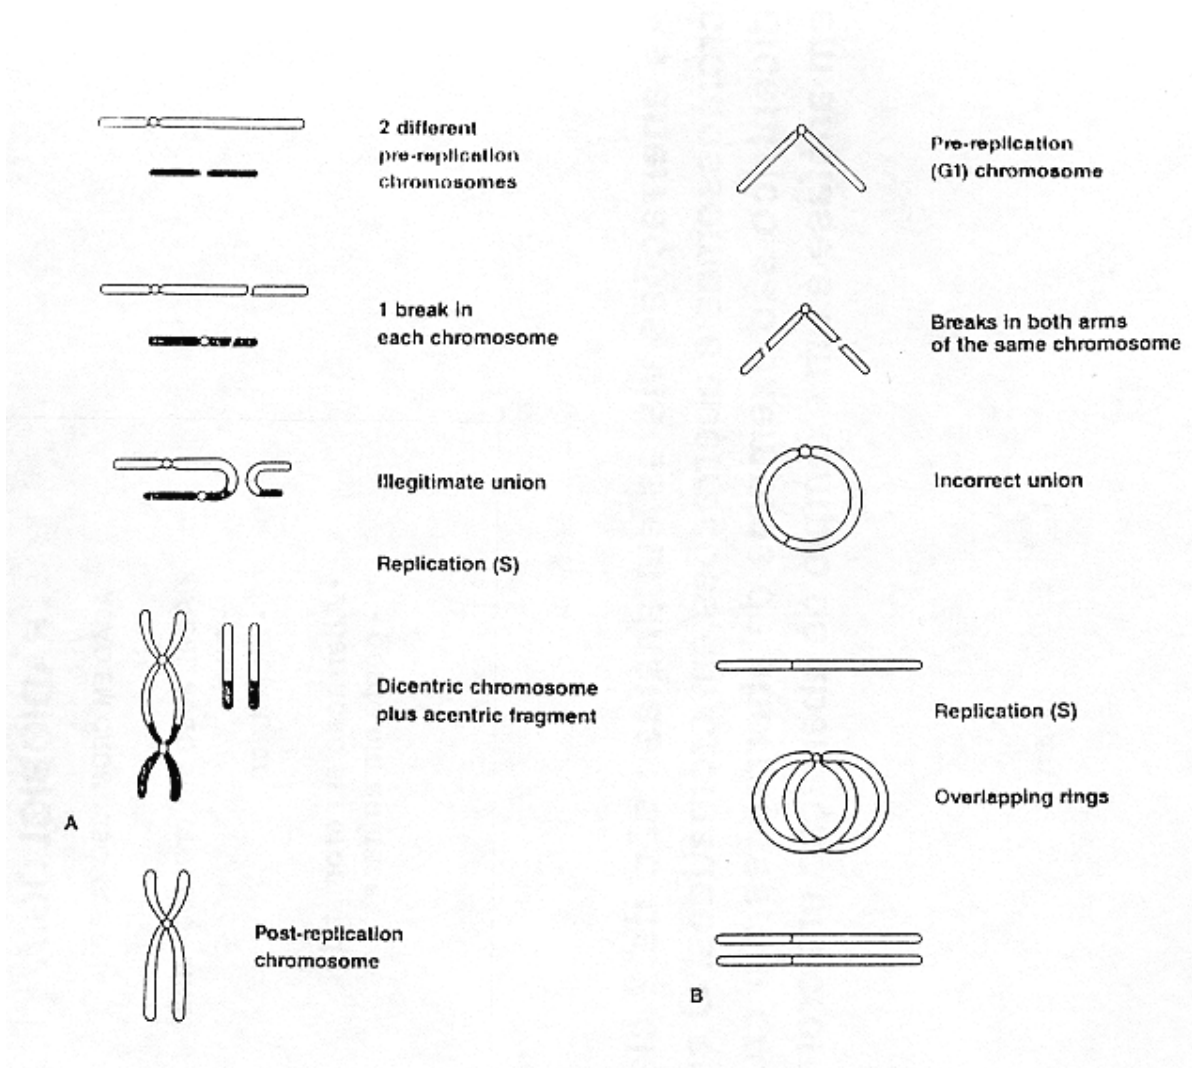 2 different
pre-replication
chromosomes
1 break in
each chromosome
Illegitimate union
Replication (S)
Dicentric chromosome
plus acentric fragment
A
Post-replication
chromosome
Pre-replication
(G1) chromosome
Breaks in both arms
of the same chromosome
Incorrect union
Replication (S)
Overlapping rings
B